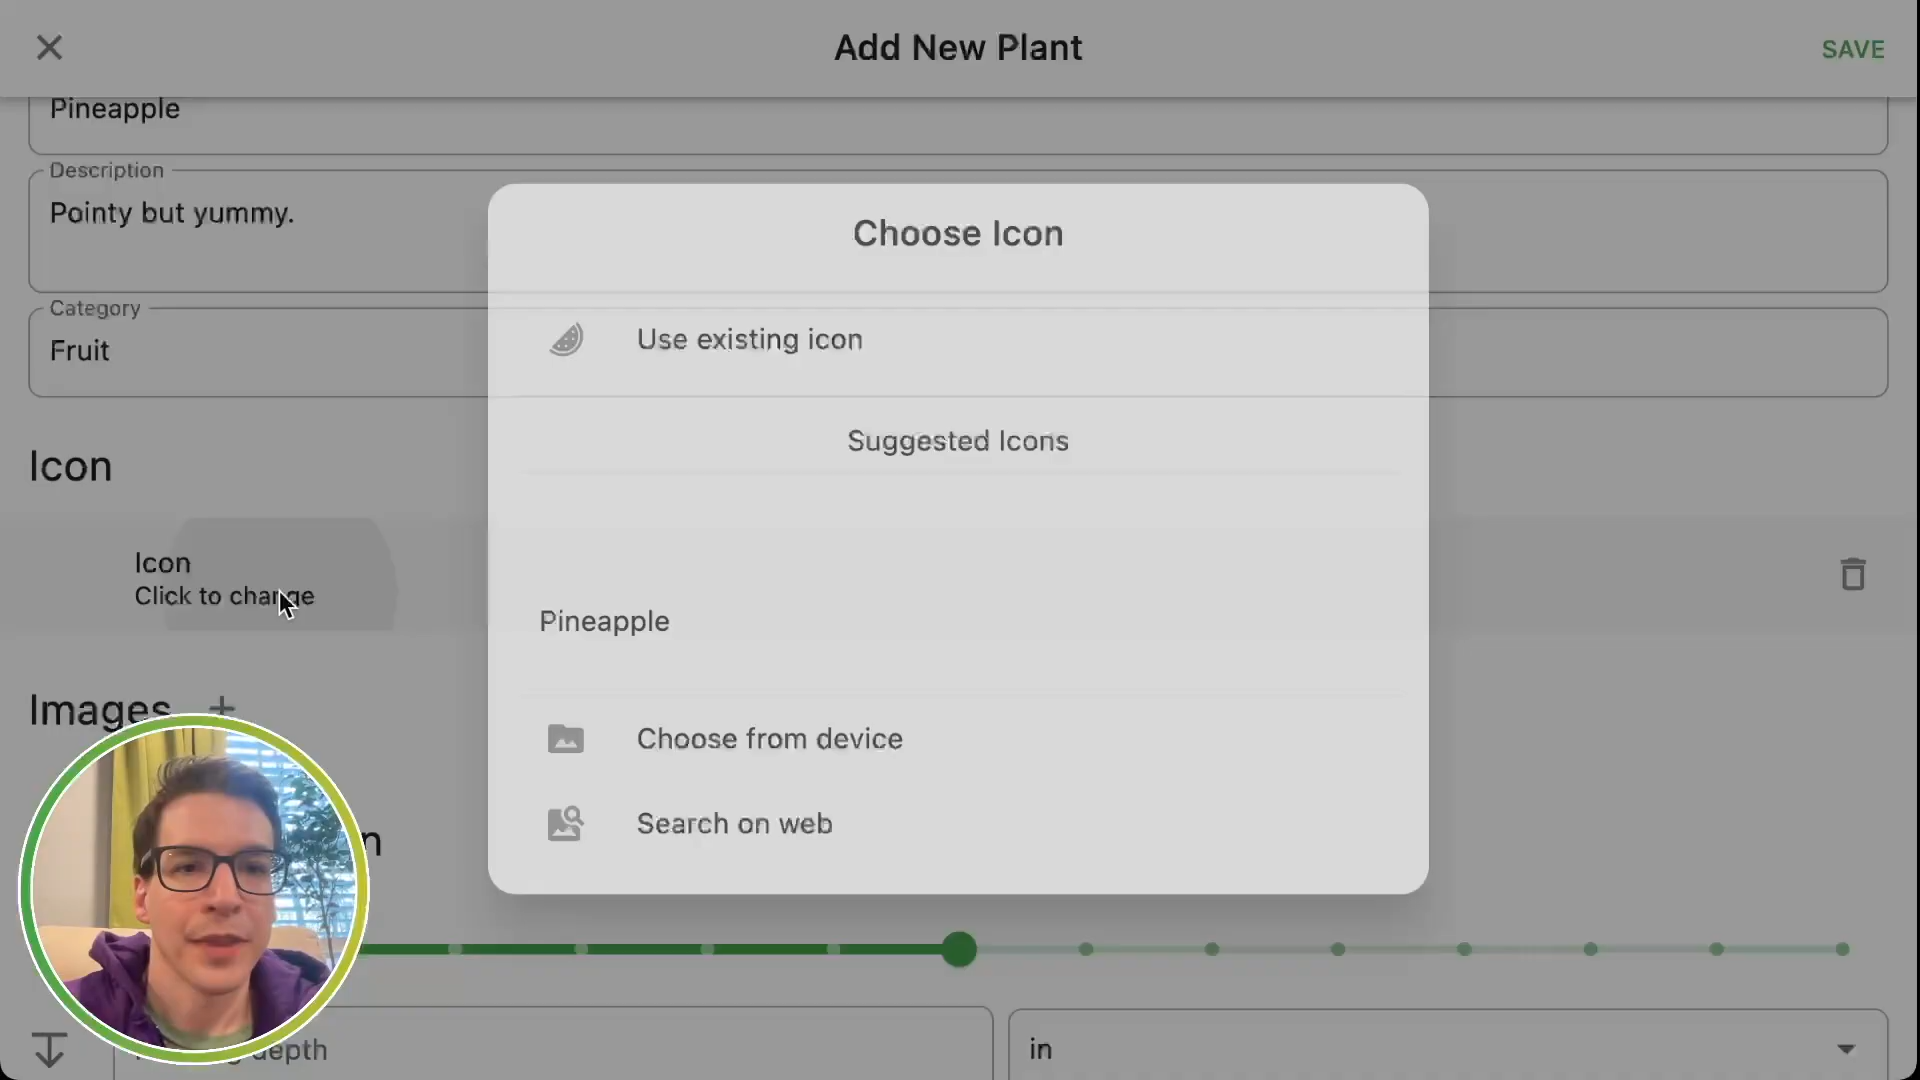 Add New Plant
SAVE
Pineapple
Description
Pointy but yummy.
Category
Fruit
Icon
Icon
Click to change
Images +
Choose Icon
Use existing icon
Suggested Icons
Pineapple
Choose from device
Search on web
depth
in